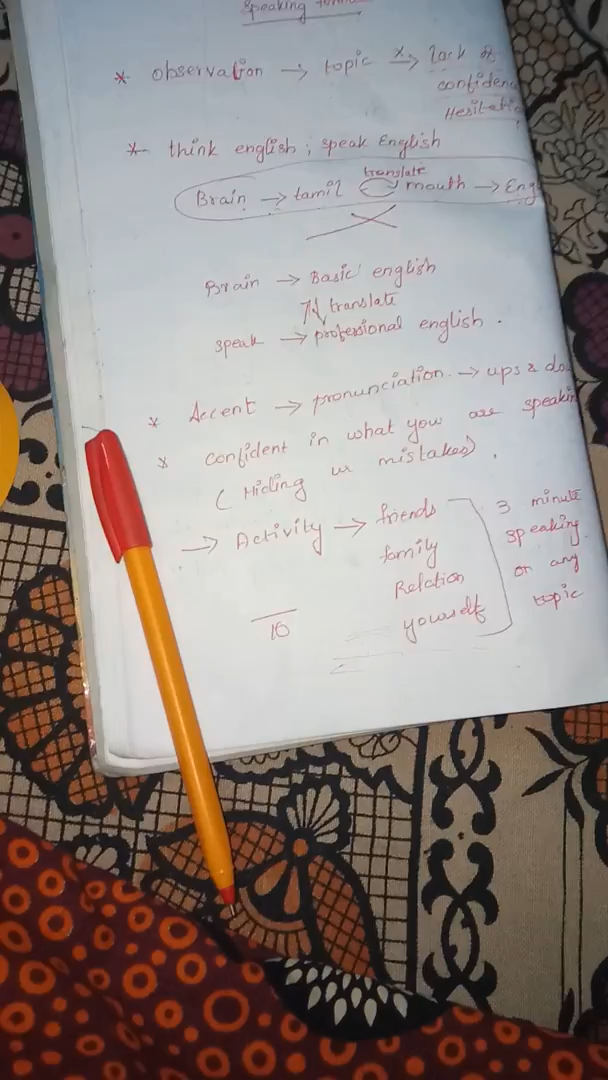 Speaking
* observation → topic x→ lack of
confidenc
Hesitatio
* think english ; speak English
translate
Brain → tamil mouth → Eng
Brain → Basic english
translate
speak → professional english .
* Accent → pronunciation. → ups & do
* confident in what you are speakin
( Hiding ur mistakes) .
→ Activity → friends
family
Relation
yourself
3 minute
speaking
on any
topic
10